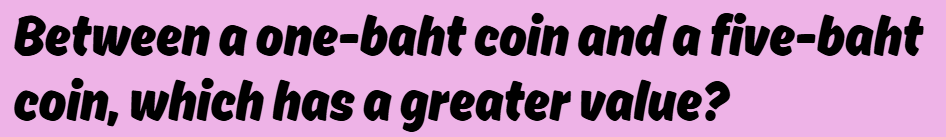 Between a one-baht coin and a five-baht
coin, which has a greater value?